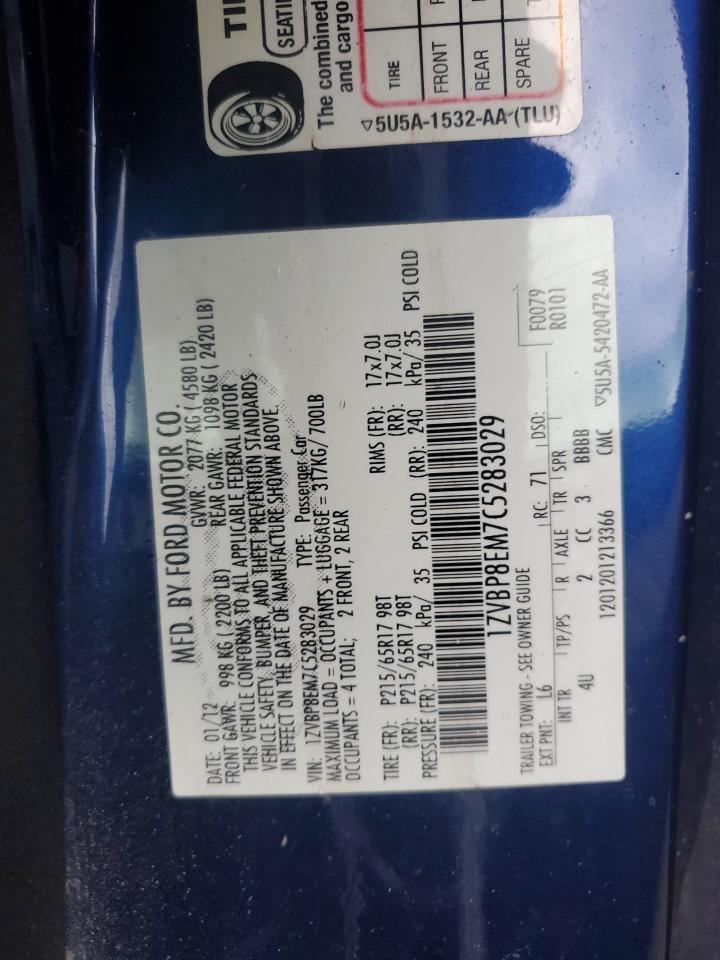 TIR
SEATIN
The combined
and cargo
TIRE
FRONT
REAR
SPARE
▽5U5A-1532-AA (TLU)
MFD. BY FORD MOTOR CO.
DATE: 01/12 GVWR: 2077 KG ( 4580 LB)
FRONT GAWR: 998 KG ( 2200 LB) REAR GAWR: 1098 KG ( 2420 LB)
THIS VEHICLE CONFORMS TO ALL APPLICABLE FEDERAL MOTOR
VEHICLE SAFETY, BUMPER, AND THEFT PREVENTION STANDARDS
IN EFFECT ON THE DATE OF MANUFACTURE SHOWN ABOVE.
VIN: 1ZVBP8EM7C5283029 TYPE: Passenger Car
MAXIMUM LOAD = OCCUPANTS + LUGGAGE = 317KG/ 700LB
OCCUPANTS = 4 TOTAL; 2 FRONT, 2 REAR
TIRE (FR): P215/65R17 98T RIMS (FR): 17x7.0J
(RR): P215/65R17 98T (RR): 17x7.0J
PRESSURE (FR): 240 kPa/ 35 PSI COLD (RR): 240 kPa/ 35 PSI COLD
1ZVBP8EM7C5283029
TRAILER TOWING - SEE OWNER GUIDE
EXT PNT: L6 RC: 71 DSO: F0079
R0101
INT TR TP/PS R AXLE TR SPR
4U 2 CC 3 BBBB
1201201213366 CMC ▽5U5A-5420472-AA